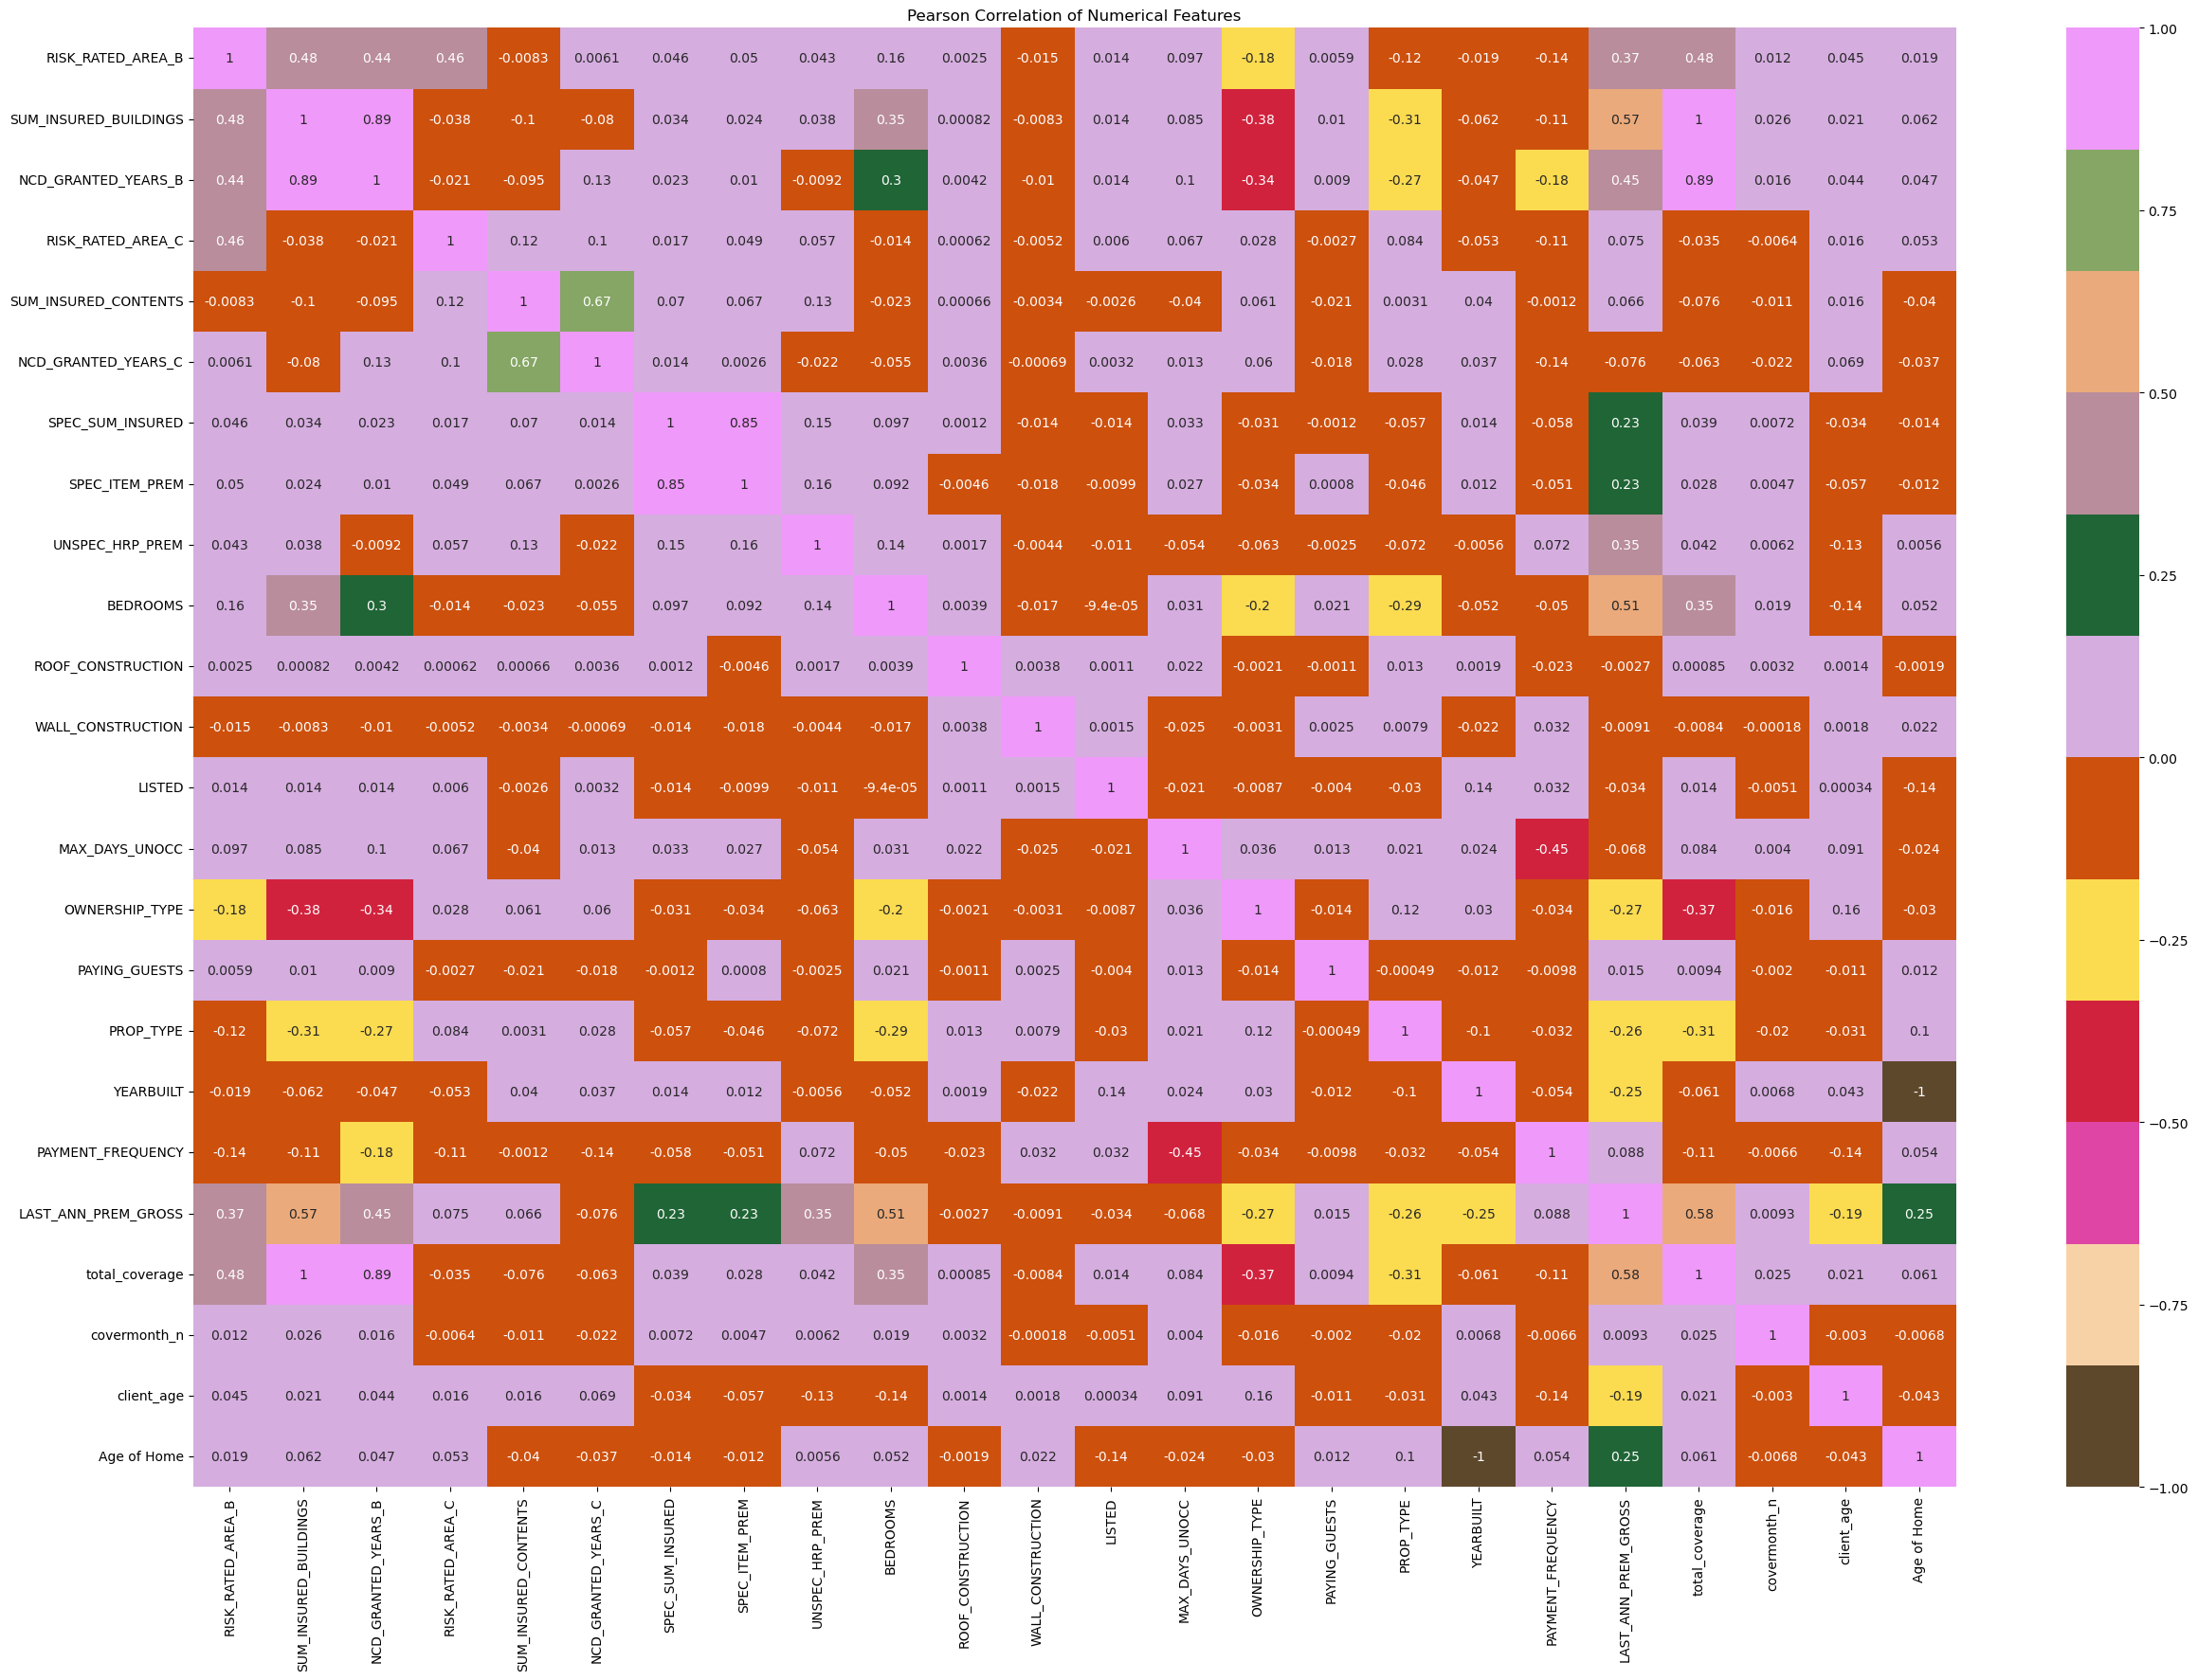 Pearson Correlation of Numerical Features
RISK_RATED_AREA_B 1 0.48 0.44 0.46 -0.0083 0.0061 0.046 0.05 0.043 0.16 0.0025 -0.015 0.014 0.097 -0.18 0.0059 -0.12 -0.019 -0.14 0.37 0.48 0.012 0.045 0.019
SUM_INSURED_BUILDINGS 0.48 1 0.89 -0.038 -0.1 -0.08 0.034 0.024 0.038 0.35 0.00082 -0.0083 0.014 0.085 -0.38 0.01 -0.31 -0.062 -0.11 0.57 1 0.026 0.021 0.062
NCD_GRANTED_YEARS_B 0.44 0.89 1 -0.021 -0.095 0.13 0.023 0.01 -0.0092 0.3 0.0042 -0.01 0.014 0.1 -0.34 0.009 -0.27 -0.047 -0.18 0.45 0.89 0.016 0.044 0.047
RISK_RATED_AREA_C 0.46 -0.038 -0.021 1 0.12 0.1 0.017 0.049 0.057 -0.014 0.00062 -0.0052 0.006 0.067 0.028 -0.0027 0.084 -0.053 -0.11 0.075 -0.035 -0.0064 0.016 0.053
SUM_INSURED_CONTENTS -0.0083 -0.1 -0.095 0.12 1 0.67 0.07 0.067 0.13 -0.023 0.00066 -0.0034 -0.0026 -0.04 0.061 -0.021 0.0031 0.04 -0.0012 0.066 -0.076 -0.011 0.016 -0.04
NCD_GRANTED_YEARS_C 0.0061 -0.08 0.13 0.1 0.67 1 0.014 0.0026 -0.022 -0.055 0.0036 -0.00069 0.0032 0.013 0.06 -0.018 0.028 0.037 -0.14 -0.076 -0.063 -0.022 0.069 -0.037
SPEC_SUM_INSURED 0.046 0.034 0.023 0.017 0.07 0.014 1 0.85 0.15 0.097 0.0012 -0.014 -0.014 0.033 -0.031 -0.0012 -0.057 0.014 -0.058 0.23 0.039 0.0072 -0.034 -0.014
SPEC_ITEM_PREM 0.05 0.024 0.01 0.049 0.067 0.0026 0.85 1 0.16 0.092 -0.0046 -0.018 -0.0099 0.027 -0.034 0.0008 -0.046 0.012 -0.051 0.23 0.028 0.0047 -0.057 -0.012
UNSPEC_HRP_PREM 0.043 0.038 -0.0092 0.057 0.13 -0.022 0.15 0.16 1 0.14 0.0017 -0.0044 -0.011 -0.054 -0.063 -0.0025 -0.072 -0.0056 0.072 0.35 0.042 0.0062 -0.13 0.0056
BEDROOMS 0.16 0.35 0.3 -0.014 -0.023 -0.055 0.097 0.092 0.14 1 0.0039 -0.017 -9.4e-05 0.031 -0.2 0.021 -0.29 -0.052 -0.05 0.51 0.35 0.019 -0.14 0.052
ROOF_CONSTRUCTION 0.0025 0.00082 0.0042 0.00062 0.00066 0.0036 0.0012 -0.0046 0.0017 0.0039 1 0.0038 0.0011 0.022 -0.0021 -0.0011 0.013 0.0019 -0.023 -0.0027 0.00085 0.0032 0.0014 -0.0019
WALL_CONSTRUCTION -0.015 -0.0083 -0.01 -0.0052 -0.0034 -0.00069 -0.014 -0.018 -0.0044 -0.017 0.0038 1 0.0015 -0.025 -0.0031 0.0025 0.0079 -0.022 0.032 -0.0091 -0.0084 -0.00018 0.0018 0.022
LISTED 0.014 0.014 0.014 0.006 -0.0026 0.0032 -0.014 -0.0099 -0.011 -9.4e-05 0.0011 0.0015 1 -0.021 -0.0087 -0.004 -0.03 0.14 0.032 -0.034 0.014 -0.0051 0.00034 -0.14
MAX_DAYS_UNOCC 0.097 0.085 0.1 0.067 -0.04 0.013 0.033 0.027 -0.054 0.031 0.022 -0.025 -0.021 1 0.036 0.013 0.021 0.024 -0.45 -0.068 0.084 0.004 0.091 -0.024
OWNERSHIP_TYPE -0.18 -0.38 -0.34 0.028 0.061 0.06 -0.031 -0.034 -0.063 -0.2 -0.0021 -0.0031 -0.0087 0.036 1 -0.014 0.12 0.03 -0.034 -0.27 -0.37 -0.016 0.16 -0.03
PAYING_GUESTS 0.0059 0.01 0.009 -0.0027 -0.021 -0.018 -0.0012 0.0008 -0.0025 0.021 -0.0011 0.0025 -0.004 0.013 -0.014 1 -0.00049 -0.012 -0.0098 0.015 0.0094 -0.002 -0.011 0.012
PROP_TYPE -0.12 -0.31 -0.27 0.084 0.0031 0.028 -0.057 -0.046 -0.072 -0.29 0.013 0.0079 -0.03 0.021 0.12 -0.00049 1 -0.1 -0.032 -0.26 -0.31 -0.02 -0.031 0.1
YEARBUILT -0.019 -0.062 -0.047 -0.053 0.04 0.037 0.014 0.012 -0.0056 -0.052 0.0019 -0.022 0.14 0.024 0.03 -0.012 -0.1 1 -0.054 -0.25 -0.061 0.0068 0.043 -1
PAYMENT_FREQUENCY -0.14 -0.11 -0.18 -0.11 -0.0012 -0.14 -0.058 -0.051 0.072 -0.05 -0.023 0.032 0.032 -0.45 -0.034 -0.0098 -0.032 -0.054 1 0.088 -0.11 -0.0066 -0.14 0.054
LAST_ANN_PREM_GROSS 0.37 0.57 0.45 0.075 0.066 -0.076 0.23 0.23 0.35 0.51 -0.0027 -0.0091 -0.034 -0.068 -0.27 0.015 -0.26 -0.25 0.088 1 0.58 0.0093 -0.19 0.25
total_coverage 0.48 1 0.89 -0.035 -0.076 -0.063 0.039 0.028 0.042 0.35 0.00085 -0.0084 0.014 0.084 -0.37 0.0094 -0.31 -0.061 -0.11 0.58 1 0.025 0.021 0.061
covermonth_n 0.012 0.026 0.016 -0.0064 -0.011 -0.022 0.0072 0.0047 0.0062 0.019 0.0032 -0.00018 -0.0051 0.004 -0.016 -0.002 -0.02 0.0068 -0.0066 0.0093 0.025 1 -0.003 -0.0068
client_age 0.045 0.021 0.044 0.016 0.016 0.069 -0.034 -0.057 -0.13 -0.14 0.0014 0.0018 0.00034 0.091 0.16 -0.011 -0.031 0.043 -0.14 -0.19 0.021 -0.003 1 -0.043
Age of Home 0.019 0.062 0.047 0.053 -0.04 -0.037 -0.014 -0.012 0.0056 0.052 -0.0019 0.022 -0.14 -0.024 -0.03 0.012 0.1 -1 0.054 0.25 0.061 -0.0068 -0.043 1
RISK_RATED_AREA_B
SUM_INSURED_BUILDINGS
NCD_GRANTED_YEARS_B
RISK_RATED_AREA_C
SUM_INSURED_CONTENTS
NCD_GRANTED_YEARS_C
SPEC_SUM_INSURED
SPEC_ITEM_PREM
UNSPEC_HRP_PREM
BEDROOMS
ROOF_CONSTRUCTION
WALL_CONSTRUCTION
LISTED
MAX_DAYS_UNOCC
OWNERSHIP_TYPE
PAYING_GUESTS
PROP_TYPE
YEARBUILT
PAYMENT_FREQUENCY
LAST_ANN_PREM_GROSS
total_coverage
covermonth_n
client_age
Age of Home
1.00
0.75
0.50
0.25
0.00
−0.25
−0.50
−0.75
−1.00